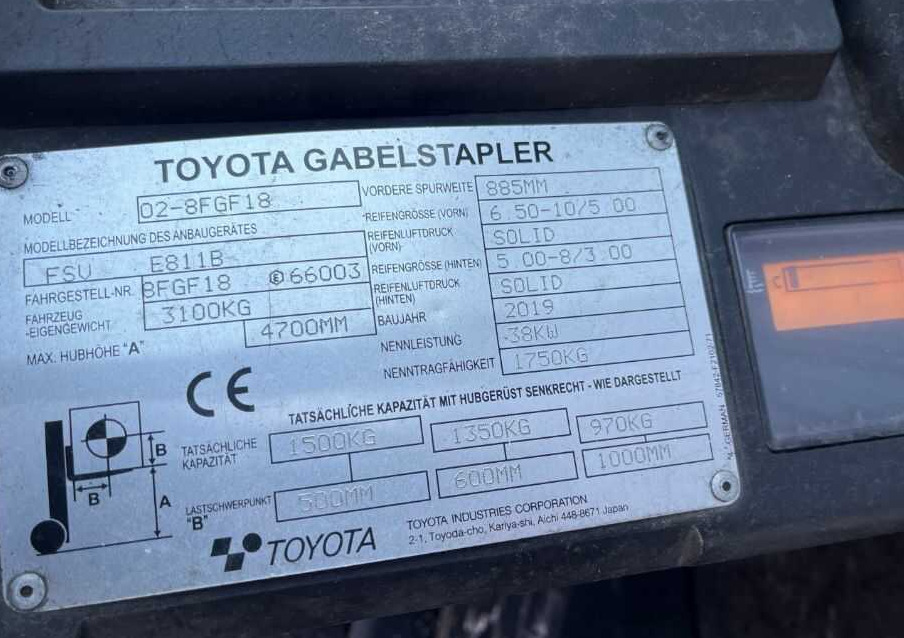 TOYOTA GABELSTAPLER
MODELL 02-8FGF18
MODELLBEZEICHNUNG DES ANBAUGERÄTES
FSV E811B
FAHRGESTELL-NR. 8FGF18 E 66003
FAHRZEUG -EIGENGEWICHT 3100KG
MAX. HUBHÖHE "A" 4700MM
VORDERE SPURWEITE 885MM
REIFENGRÖSSE (VORN) 6.50-10/5.00
REIFENLUFTDRUCK (VORN) SOLID
REIFENGRÖSSE (HINTEN) 5.00-8/3.00
REIFENLUFTDRUCK (HINTEN) SOLID
BAUJAHR 2019
NENNLEISTUNG 38KW
NENNTRAGFÄHIGKEIT 1750KG
CE
TATSÄCHLICHE KAPAZITÄT MIT HUBGERÜST SENKRECHT - WIE DARGESTELLT
TATSÄCHLICHE KAPAZITÄT 1500KG 1350KG 970KG
LASTSCHWERPUNKT "B" 500MM 600MM 1000MM
B
B
A
TOYOTA
TOYOTA INDUSTRIES CORPORATION
2-1, Toyoda-cho, Kariya-shi, Aichi 448-8671 Japan
GERMAN
C